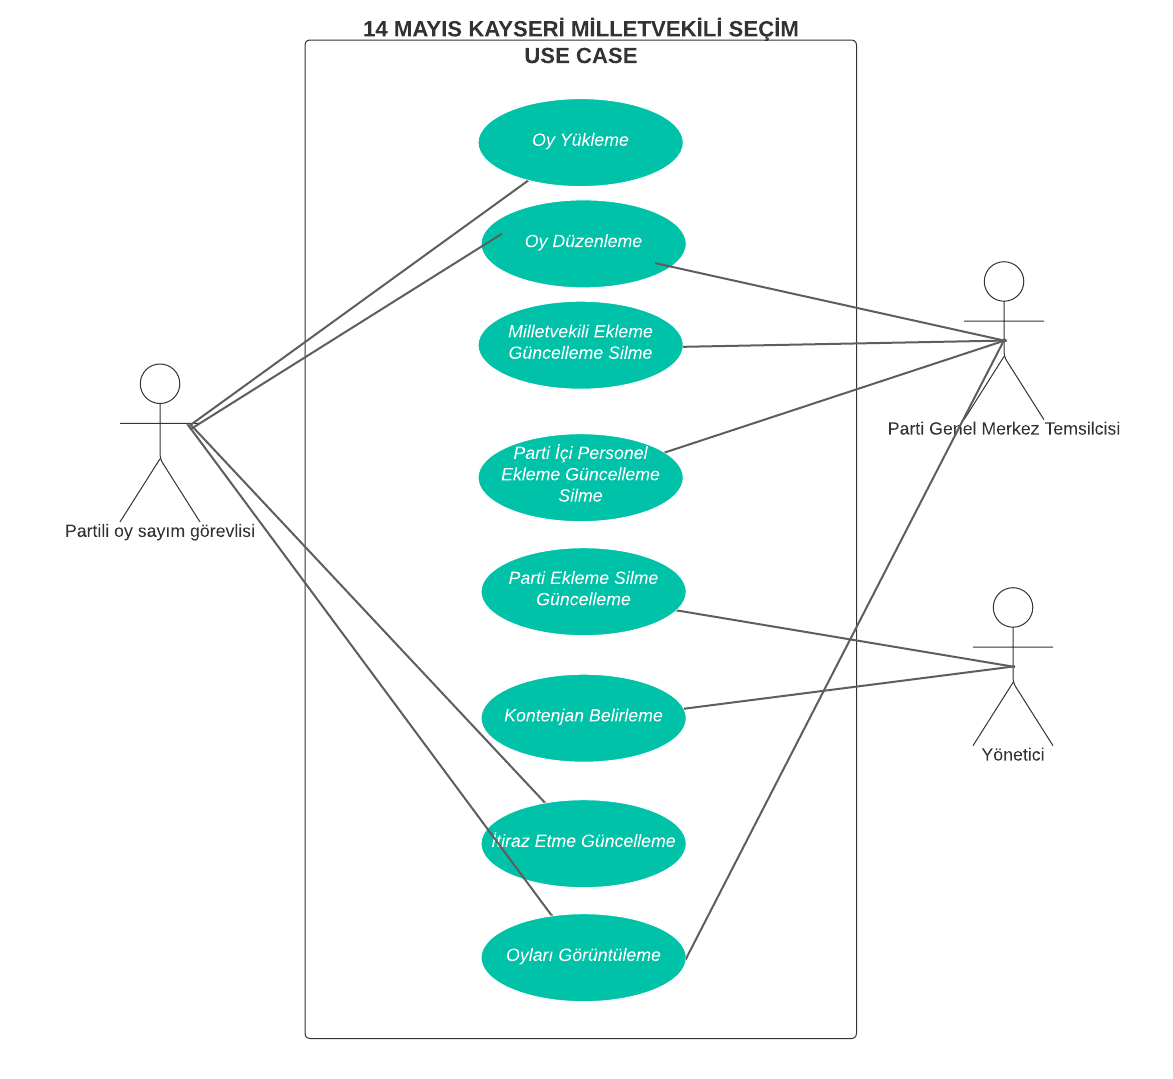 14 MAYIS KAYSERİ MİLLETVEKİLİ SEÇİM
USE CASE
Oy Yükleme
Oy Düzenleme
Milletvekili Ekleme
Güncelleme Silme
Parti Genel Merkez Temsilcisi
Parti İçi Personel
Ekleme Güncelleme
Silme
Partili oy sayım görevlisi
Parti Ekleme Silme
Güncelleme
Kontenjan Belirleme
Yönetici
İtiraz Etme Güncelleme
Oyları Görüntüleme